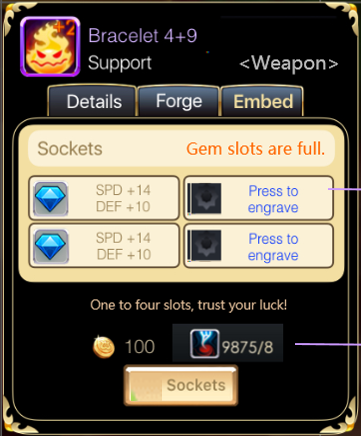 +2
Bracelet 4+9
Support
<Weapon>
Details
Forge
Embed
Sockets
Gem slots are full.
SPD +14
DEF +10
Press to
engrave
SPD +14
DEF +10
Press to
engrave
One to four slots, trust your luck!
100
9875/8
Sockets